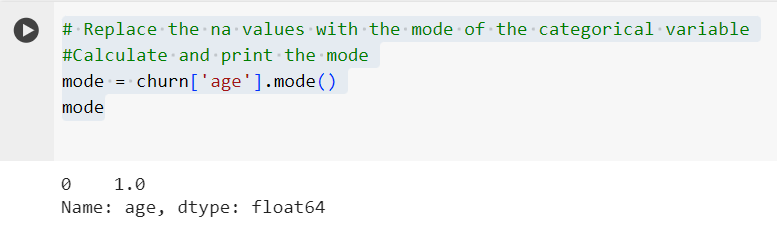 # Replace the na values with the mode of the categorical variable
#Calculate and print the mode
mode = churn['age'].mode()
mode
0    1.0
Name: age, dtype: float64